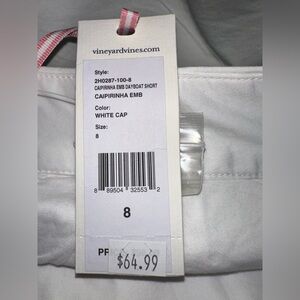 vineyardvines.com
Style:
2H0287-100-8
CAIPIRINHA EMB DAYBOAT SHORT
CAIPIRINHA EMB
Color:
WHITE CAP
Size:
8
8 89504 32553 2
8
PF
$64.99